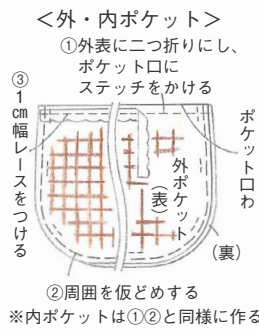 ＜外・内ポケット＞
①外表に二つ折りにし、
ポケット口に
ステッチをかける
③1cm幅レースをつける
ポケット口わ
外ポケット
(表)
(裏)
②周囲を仮どめする
※内ポケットは①②と同様に作る